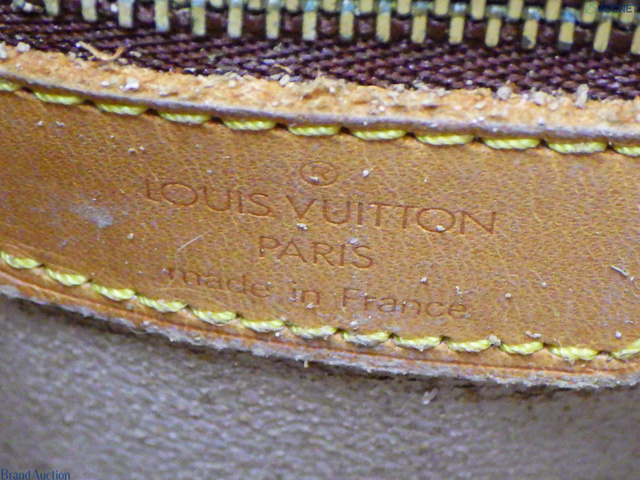 ®
LOUIS VUITTON
PARIS
made in France
BrandAuction